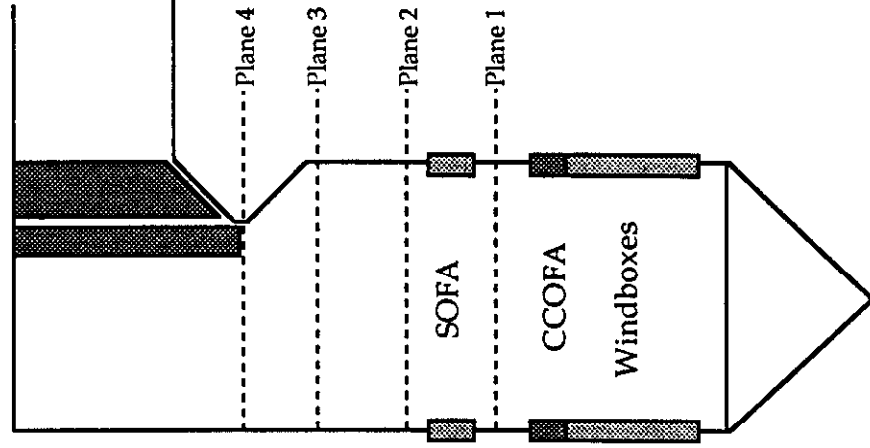 Plane 4
Plane 3
Plane 2
Plane 1
SOFA
CCOFA
Windboxes